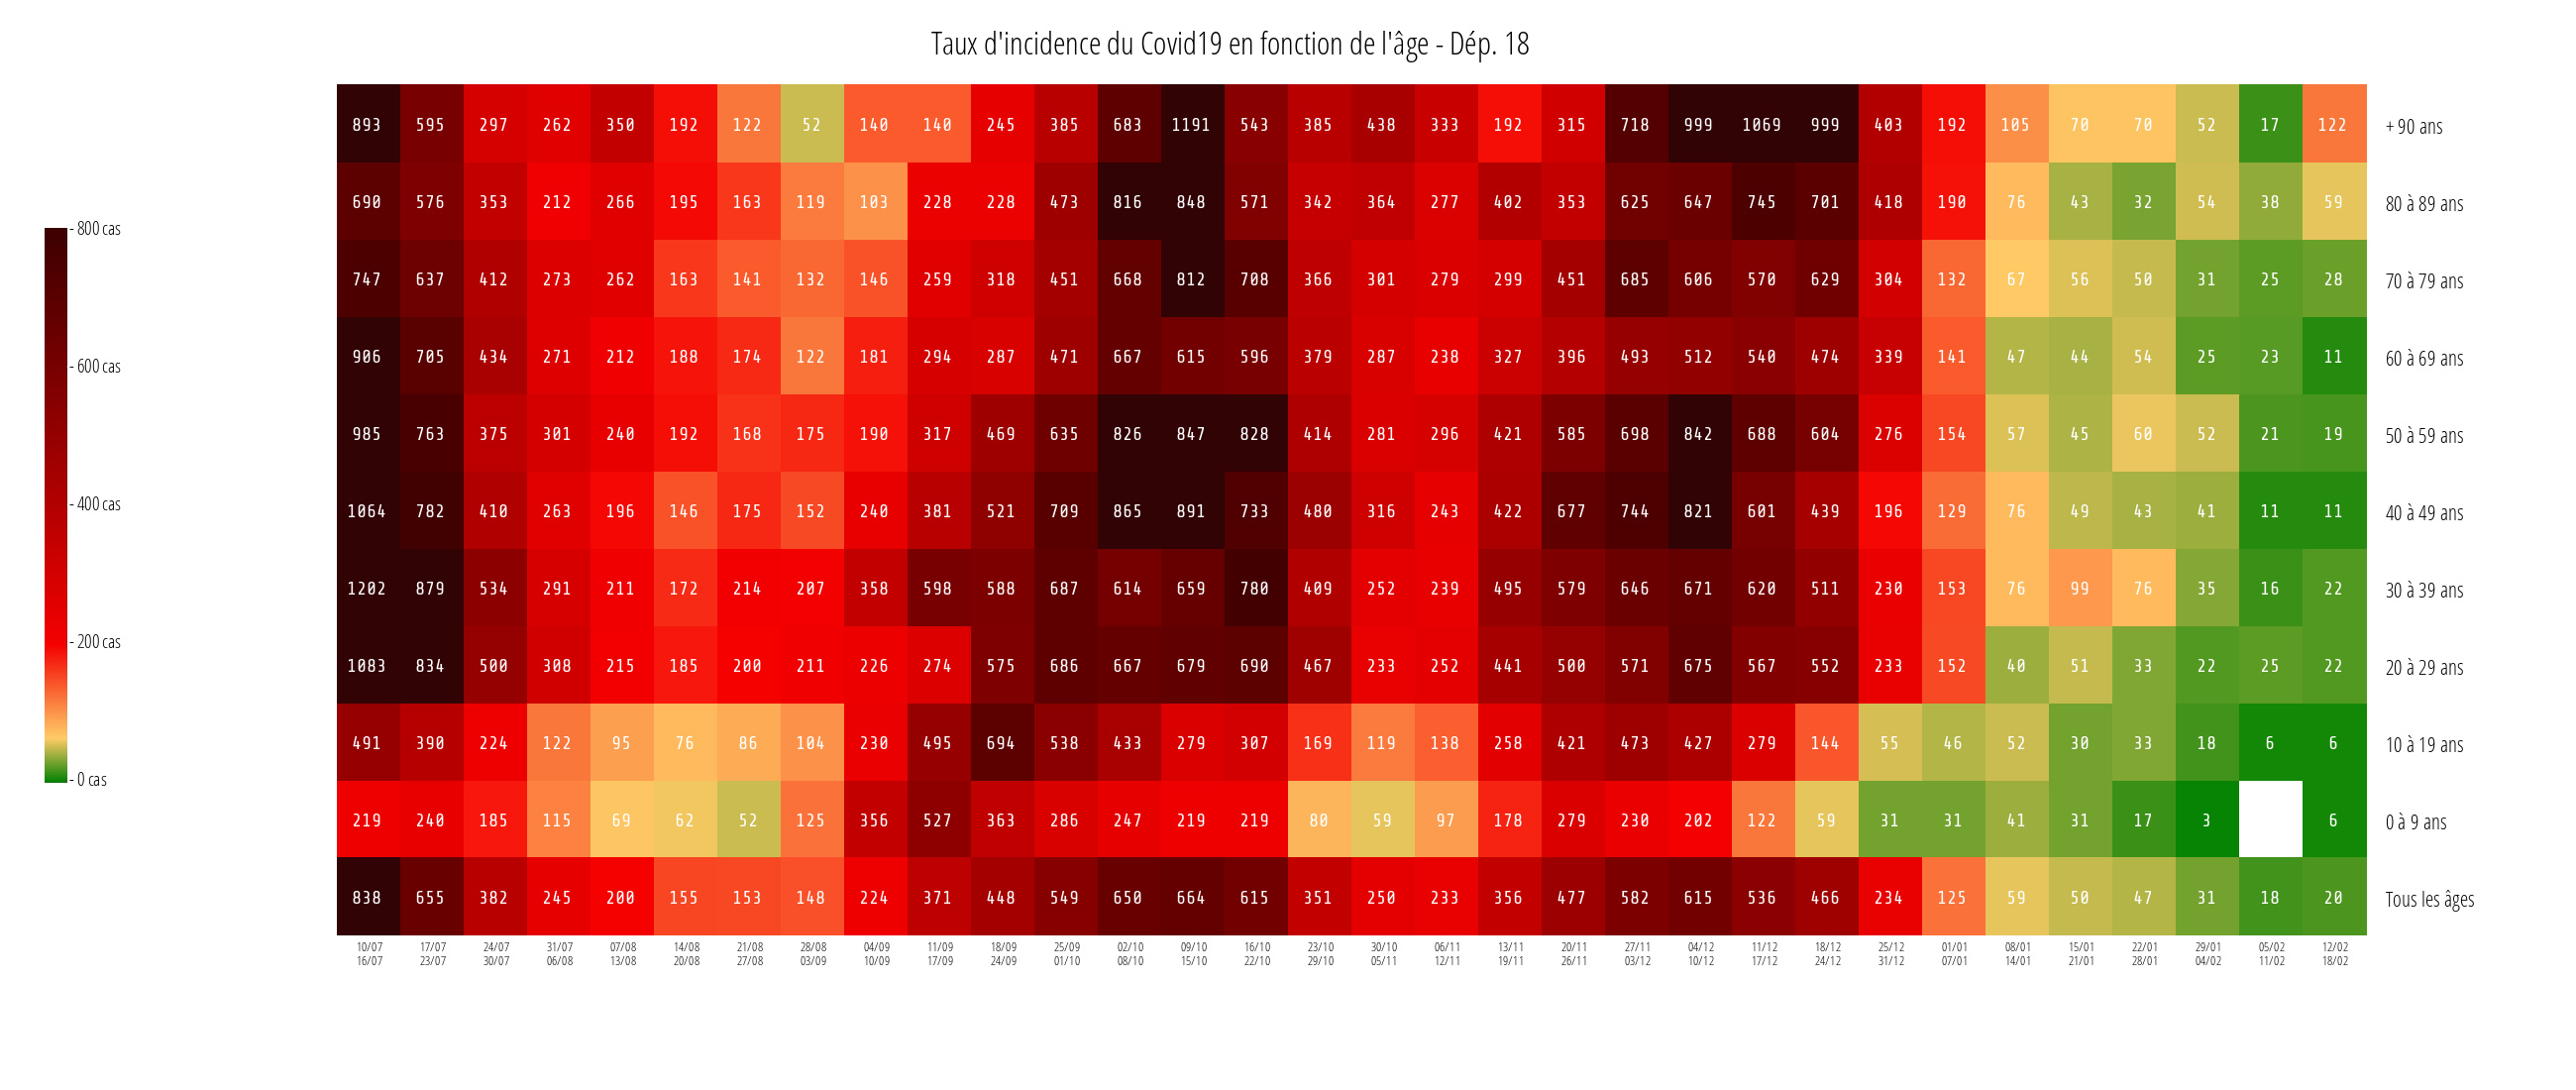 Taux d'incidence du Covid19 en fonction de l'âge - Dép. 18
- 800 cas
- 600 cas
- 400 cas
- 200 cas
- 0 cas
893 595 297 262 350 192 122 52 140 140 245 385 683 1191 543 385 438 333 192 315 718 999 1069 999 403 192 105 70 70 52 17 122 + 90 ans
690 576 353 212 266 195 163 119 103 228 228 473 816 848 571 342 364 277 402 353 625 647 745 701 418 190 76 43 32 54 38 59 80 à 89 ans
747 637 412 273 262 163 141 132 146 259 318 451 668 812 708 366 301 279 299 451 685 606 570 629 304 132 67 56 50 31 25 28 70 à 79 ans
906 705 434 271 212 188 174 122 181 294 287 471 667 615 596 379 287 238 327 396 493 512 540 474 339 141 47 44 54 25 23 11 60 à 69 ans
985 763 375 301 240 192 168 175 190 317 469 635 826 847 828 414 281 296 421 585 698 842 688 604 276 154 57 45 60 52 21 19 50 à 59 ans
1064 782 410 263 196 146 175 152 240 381 521 709 865 891 733 480 316 243 422 677 744 821 601 439 196 129 76 49 43 41 11 11 40 à 49 ans
1202 879 534 291 211 172 214 207 358 598 588 687 614 659 780 409 252 239 495 579 646 671 620 511 230 153 76 99 76 35 16 22 30 à 39 ans
1083 834 500 308 215 185 200 211 226 274 575 686 667 679 690 467 233 252 441 500 571 675 567 552 233 152 40 51 33 22 25 22 20 à 29 ans
491 390 224 122 95 76 86 104 230 495 694 538 433 279 307 169 119 138 258 421 473 427 279 144 55 46 52 30 33 18 6 6 10 à 19 ans
219 240 185 115 69 62 52 125 356 527 363 286 247 219 219 80 59 97 178 279 230 202 122 59 31 31 41 31 17 3 6 0 à 9 ans
838 655 382 245 200 155 153 148 224 371 448 549 650 664 615 351 250 233 356 477 582 615 536 466 234 125 59 50 47 31 18 20 Tous les âges
10/07 17/07 24/07 31/07 07/08 14/08 21/08 28/08 04/09 11/09 18/09 25/09 02/10 09/10 16/10 23/10 30/10 06/11 13/11 20/11 27/11 04/12 11/12 18/12 25/12 01/01 08/01 15/01 22/01 29/01 05/02 12/02
16/07 23/07 30/07 06/08 13/08 20/08 27/08 03/09 10/09 17/09 24/09 01/10 08/10 15/10 22/10 29/10 05/11 12/11 19/11 26/11 03/12 10/12 17/12 24/12 31/12 07/01 14/01 21/01 28/01 04/02 11/02 18/02